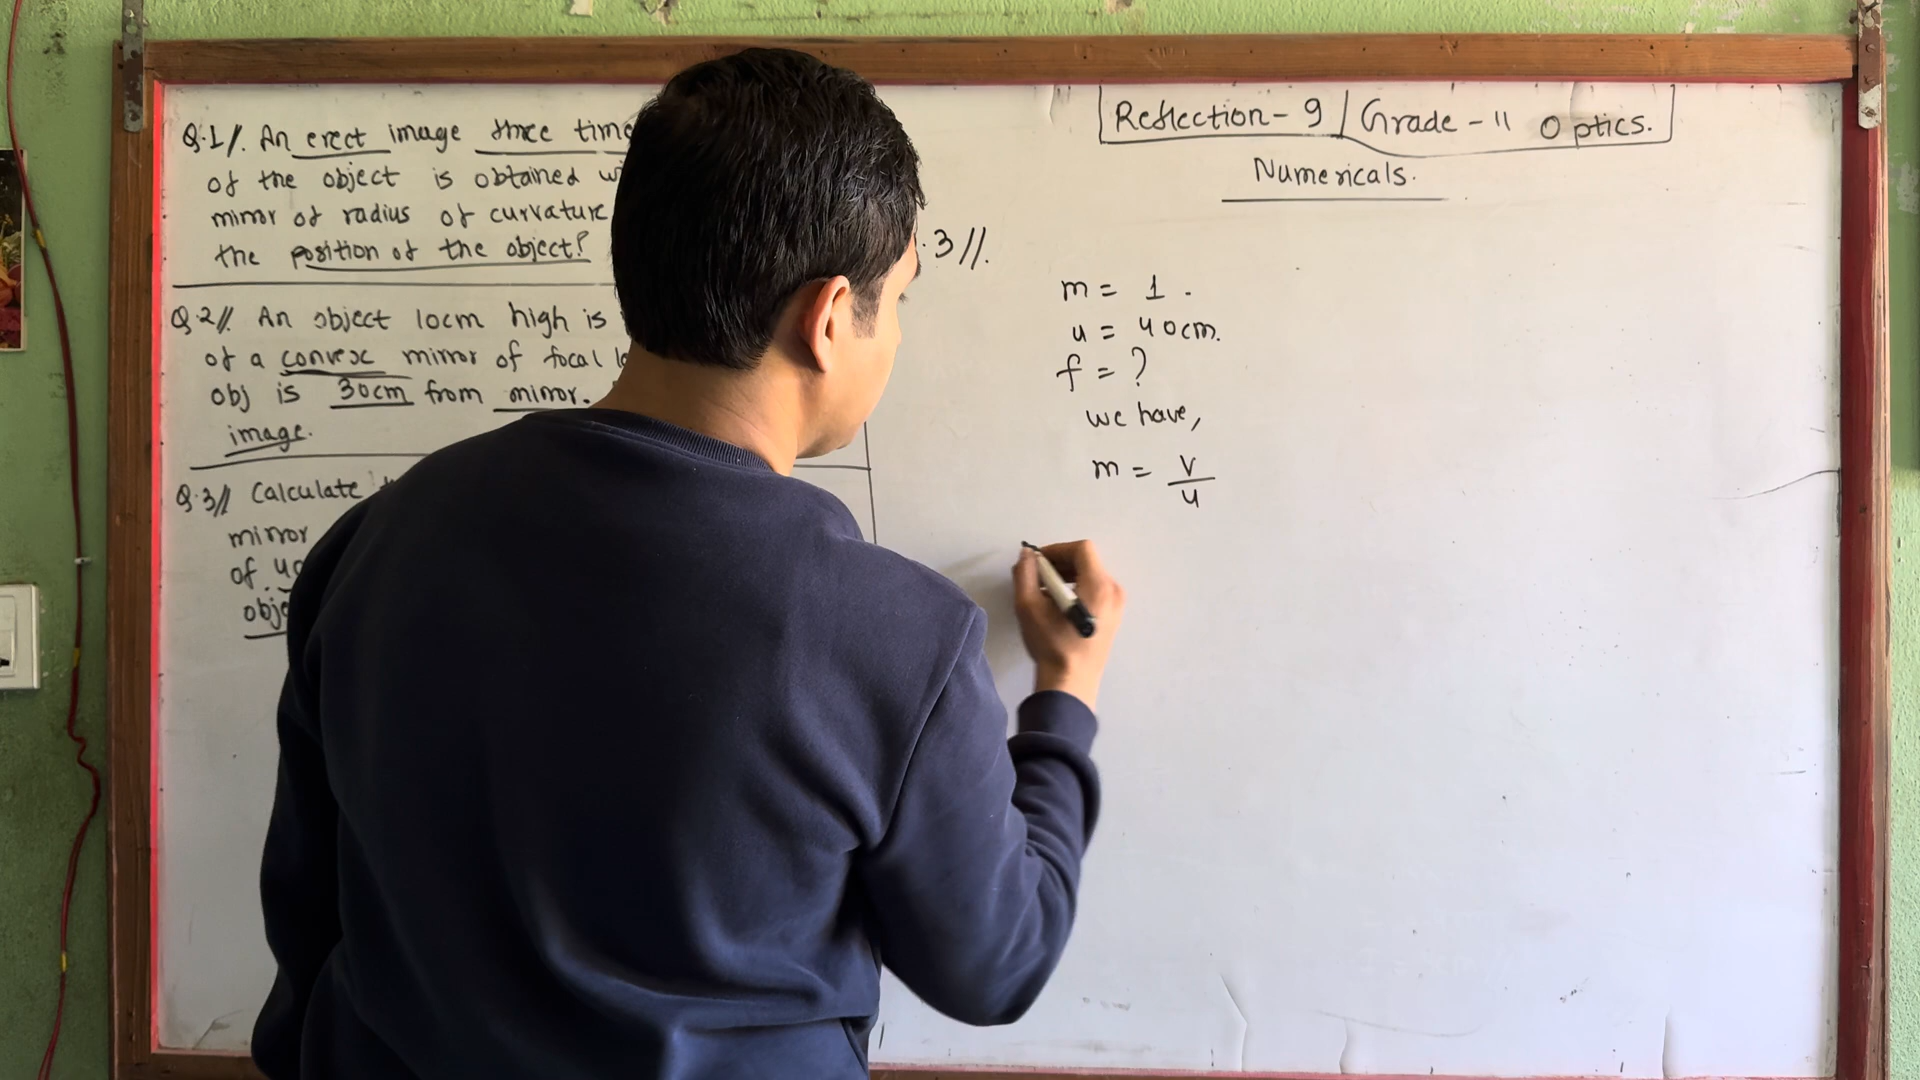 Q.1//. An erect image three time
of the object is obtained
mirror of radius of curvature
the position of the object?
Q.2//. An object 10cm high is
of a convex mirror of focal
obj is 30cm from mirror.
image.
Q.3// Calculate
mirror
of
Reflection-9 / Grade-11 Optics.
Numericals.
.3//.
m = 1.
u = 40cm.
f = ?
we have,
m = v/u